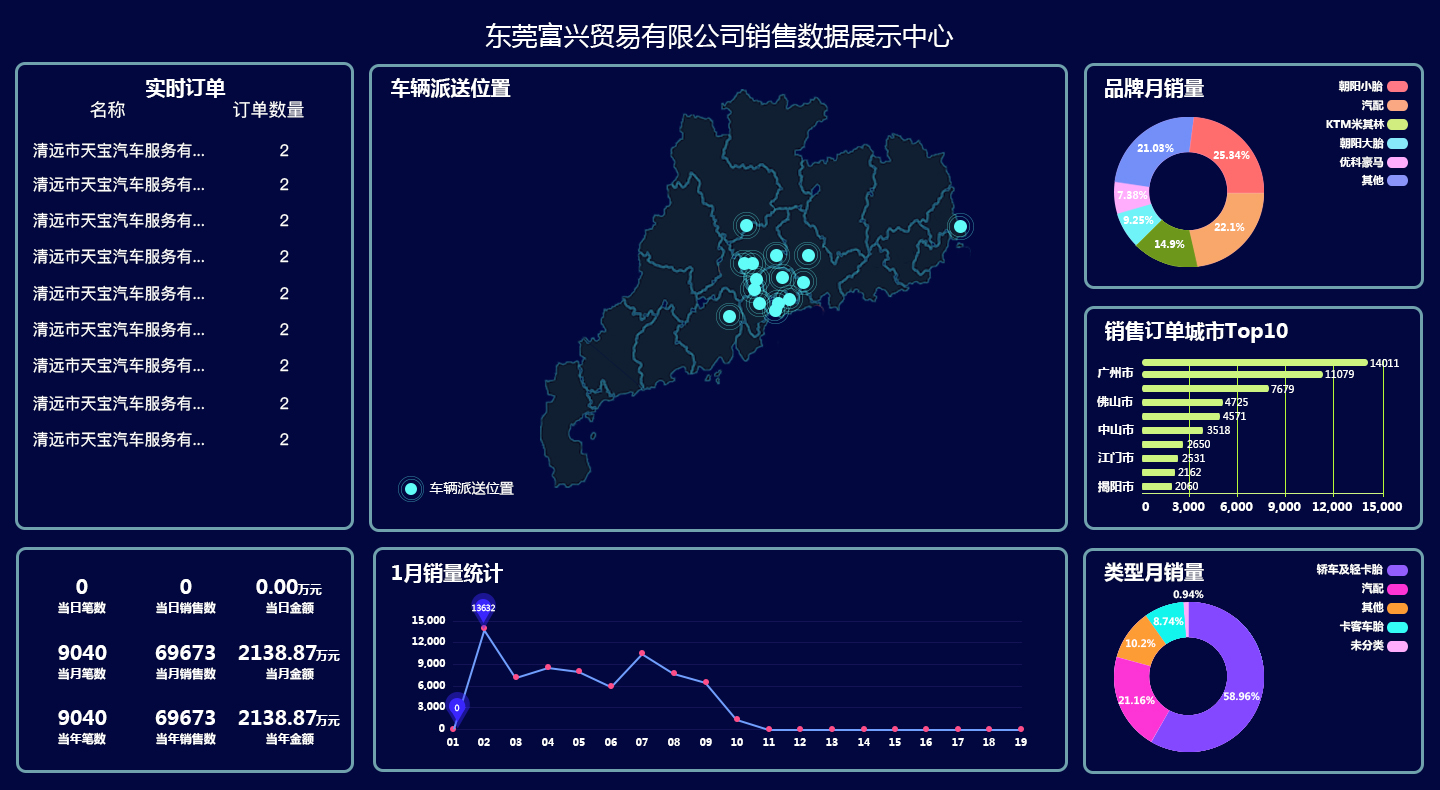 东莞富兴贸易有限公司销售数据展示中心
实时订单
名称 订单数量
清远市天宝汽车服务有... 2
清远市天宝汽车服务有... 2
清远市天宝汽车服务有... 2
清远市天宝汽车服务有... 2
清远市天宝汽车服务有... 2
清远市天宝汽车服务有... 2
清远市天宝汽车服务有... 2
清远市天宝汽车服务有... 2
清远市天宝汽车服务有... 2
车辆派送位置
车辆派送位置
品牌月销量
朝阳小胎
汽配
KTM米其林
朝阳大胎
优科豪马
其他
21.03%
25.34%
7.38%
9.25%
22.1%
14.9%
销售订单城市Top10
14011
广州市 11079
7679
佛山市 4725
4571
中山市 3518
2650
江门市 2531
2162
揭阳市 2060
0 3,000 6,000 9,000 12,000 15,000
0 0 0.00万元
当日笔数 当日销售数 当日金额
9040 69673 2138.87万元
当月笔数 当月销售数 当月金额
9040 69673 2138.87万元
当年笔数 当年销售数 当年金额
1月销量统计
13632
15,000
12,000
9,000
6,000
3,000
0
0
01 02 03 04 05 06 07 08 09 10 11 12 13 14 15 16 17 18 19
类型月销量
轿车及轻卡胎
汽配
其他
卡客车胎
未分类
0.94%
8.74%
10.2%
21.16%
58.96%